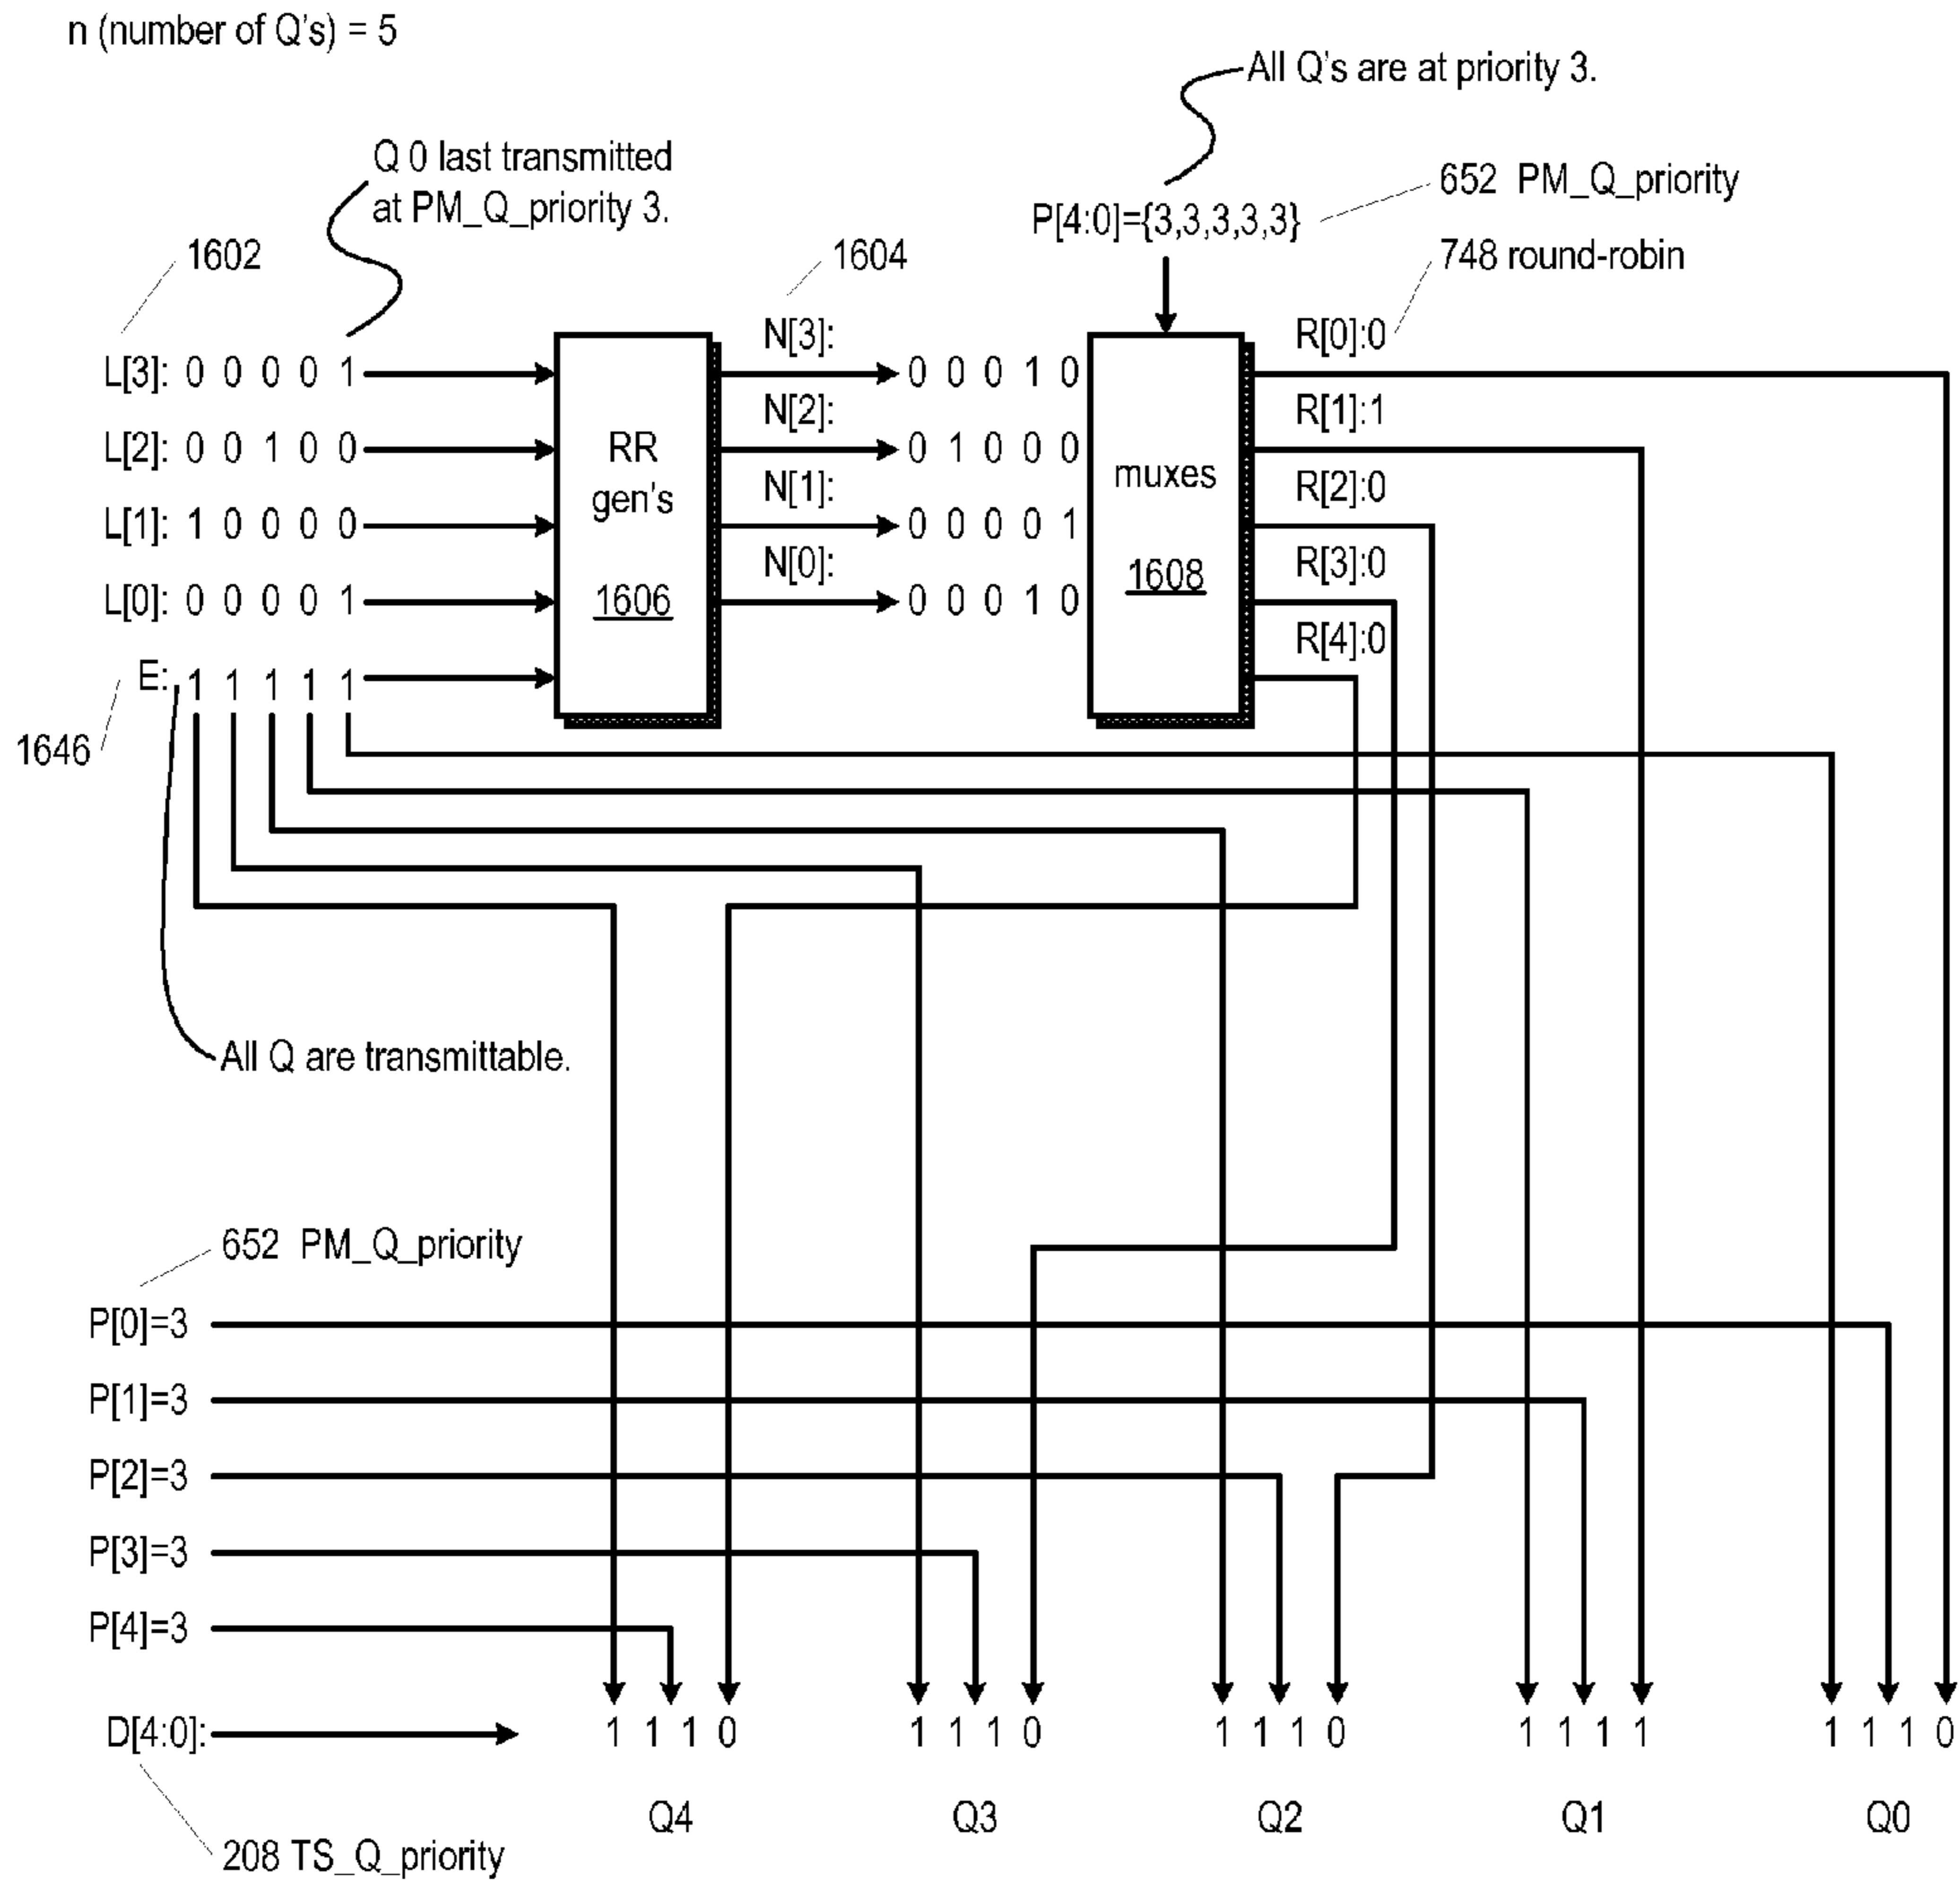 n (number of Q's) = 5
All Q's are at priority 3.
Q 0 last transmitted
at PM_Q_priority 3.
652 PM_Q_priority
P[4:0]={3,3,3,3,3}
1602
1604
748 round-robin
N[3]:
R[0]:0
L[3]: 0 0 0 0 1
0 0 0 1 0
N[2]:
R[1]:1
L[2]: 0 0 1 0 0
RR
0 1 0 0 0
muxes
gen's
N[1]:
R[2]:0
L[1]: 1 0 0 0 0
0 0 0 0 1
N[0]:
R[3]:0
1608
L[0]: 0 0 0 0 1
1606
0 0 0 1 0
R[4]:0
E: 1 1 1 1 1
1646
All Q are transmittable.
652 PM_Q_priority
P[0]=3
P[1]=3
P[2]=3
P[3]=3
P[4]=3
D[4:0]: 1 1 1 0 1 1 1 0 1 1 1 0 1 1 1 1 1 1 1 0
Q4 Q3 Q2 Q1 Q0
208 TS_Q_priority